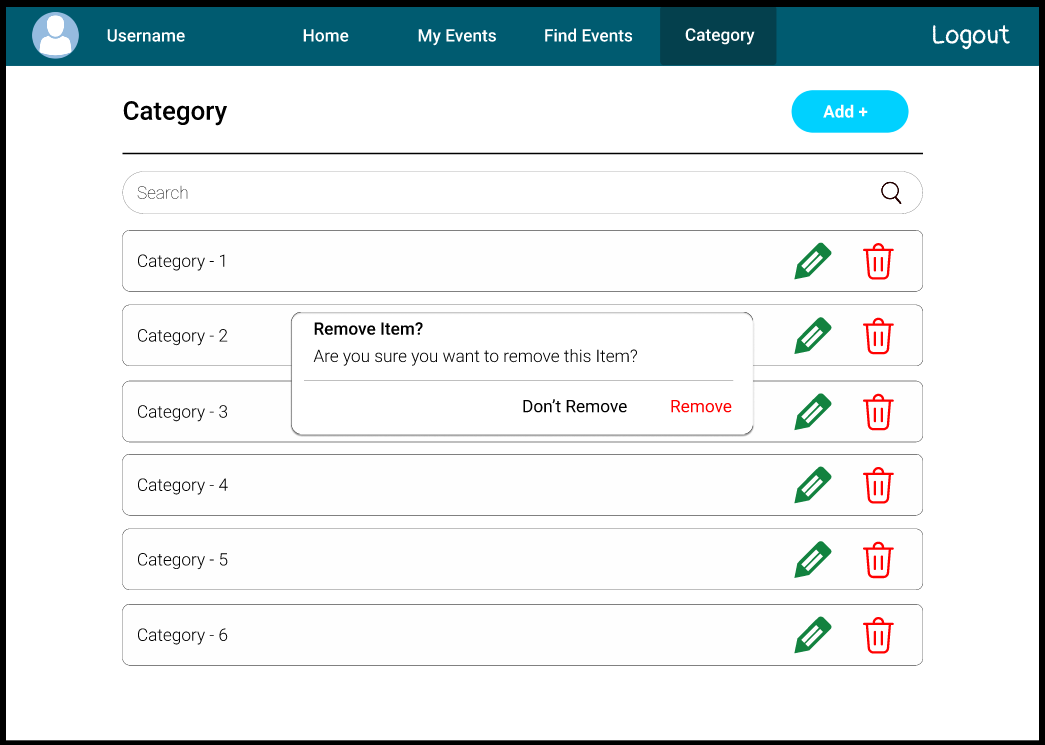 Username Home My Events Find Events Category Logout
Category Add +
Search
Category - 1
Category - 2
Remove Item?
Are you sure you want to remove this Item?
Don’t Remove Remove
Category - 3
Category - 4
Category - 5
Category - 6